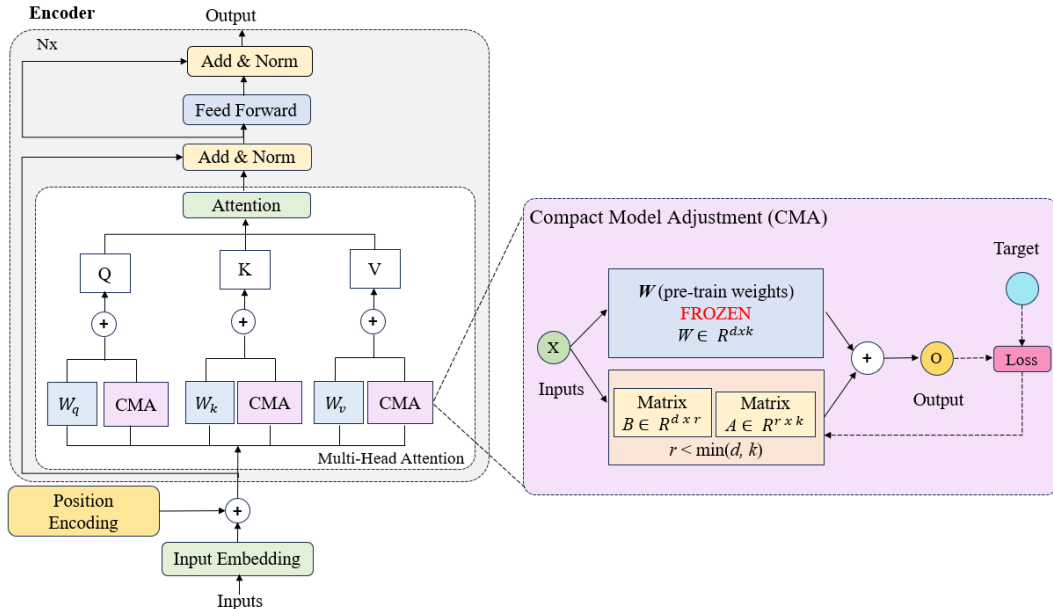 Encoder
Output
Nx
Add & Norm
Feed Forward
Add & Norm
Attention
Q
K
V
+
+
+
W_q
CMA
W_k
CMA
W_v
CMA
Multi-Head Attention
Position
Encoding
+
Input Embedding
Inputs
Compact Model Adjustment (CMA)
Target
W (pre-train weights)
FROZEN
W ∈ R^{dxk}
X
Inputs
+
O
Output
Loss
Matrix
B ∈ R^{d x r}
Matrix
A ∈ R^{r x k}
r < min(d, k)